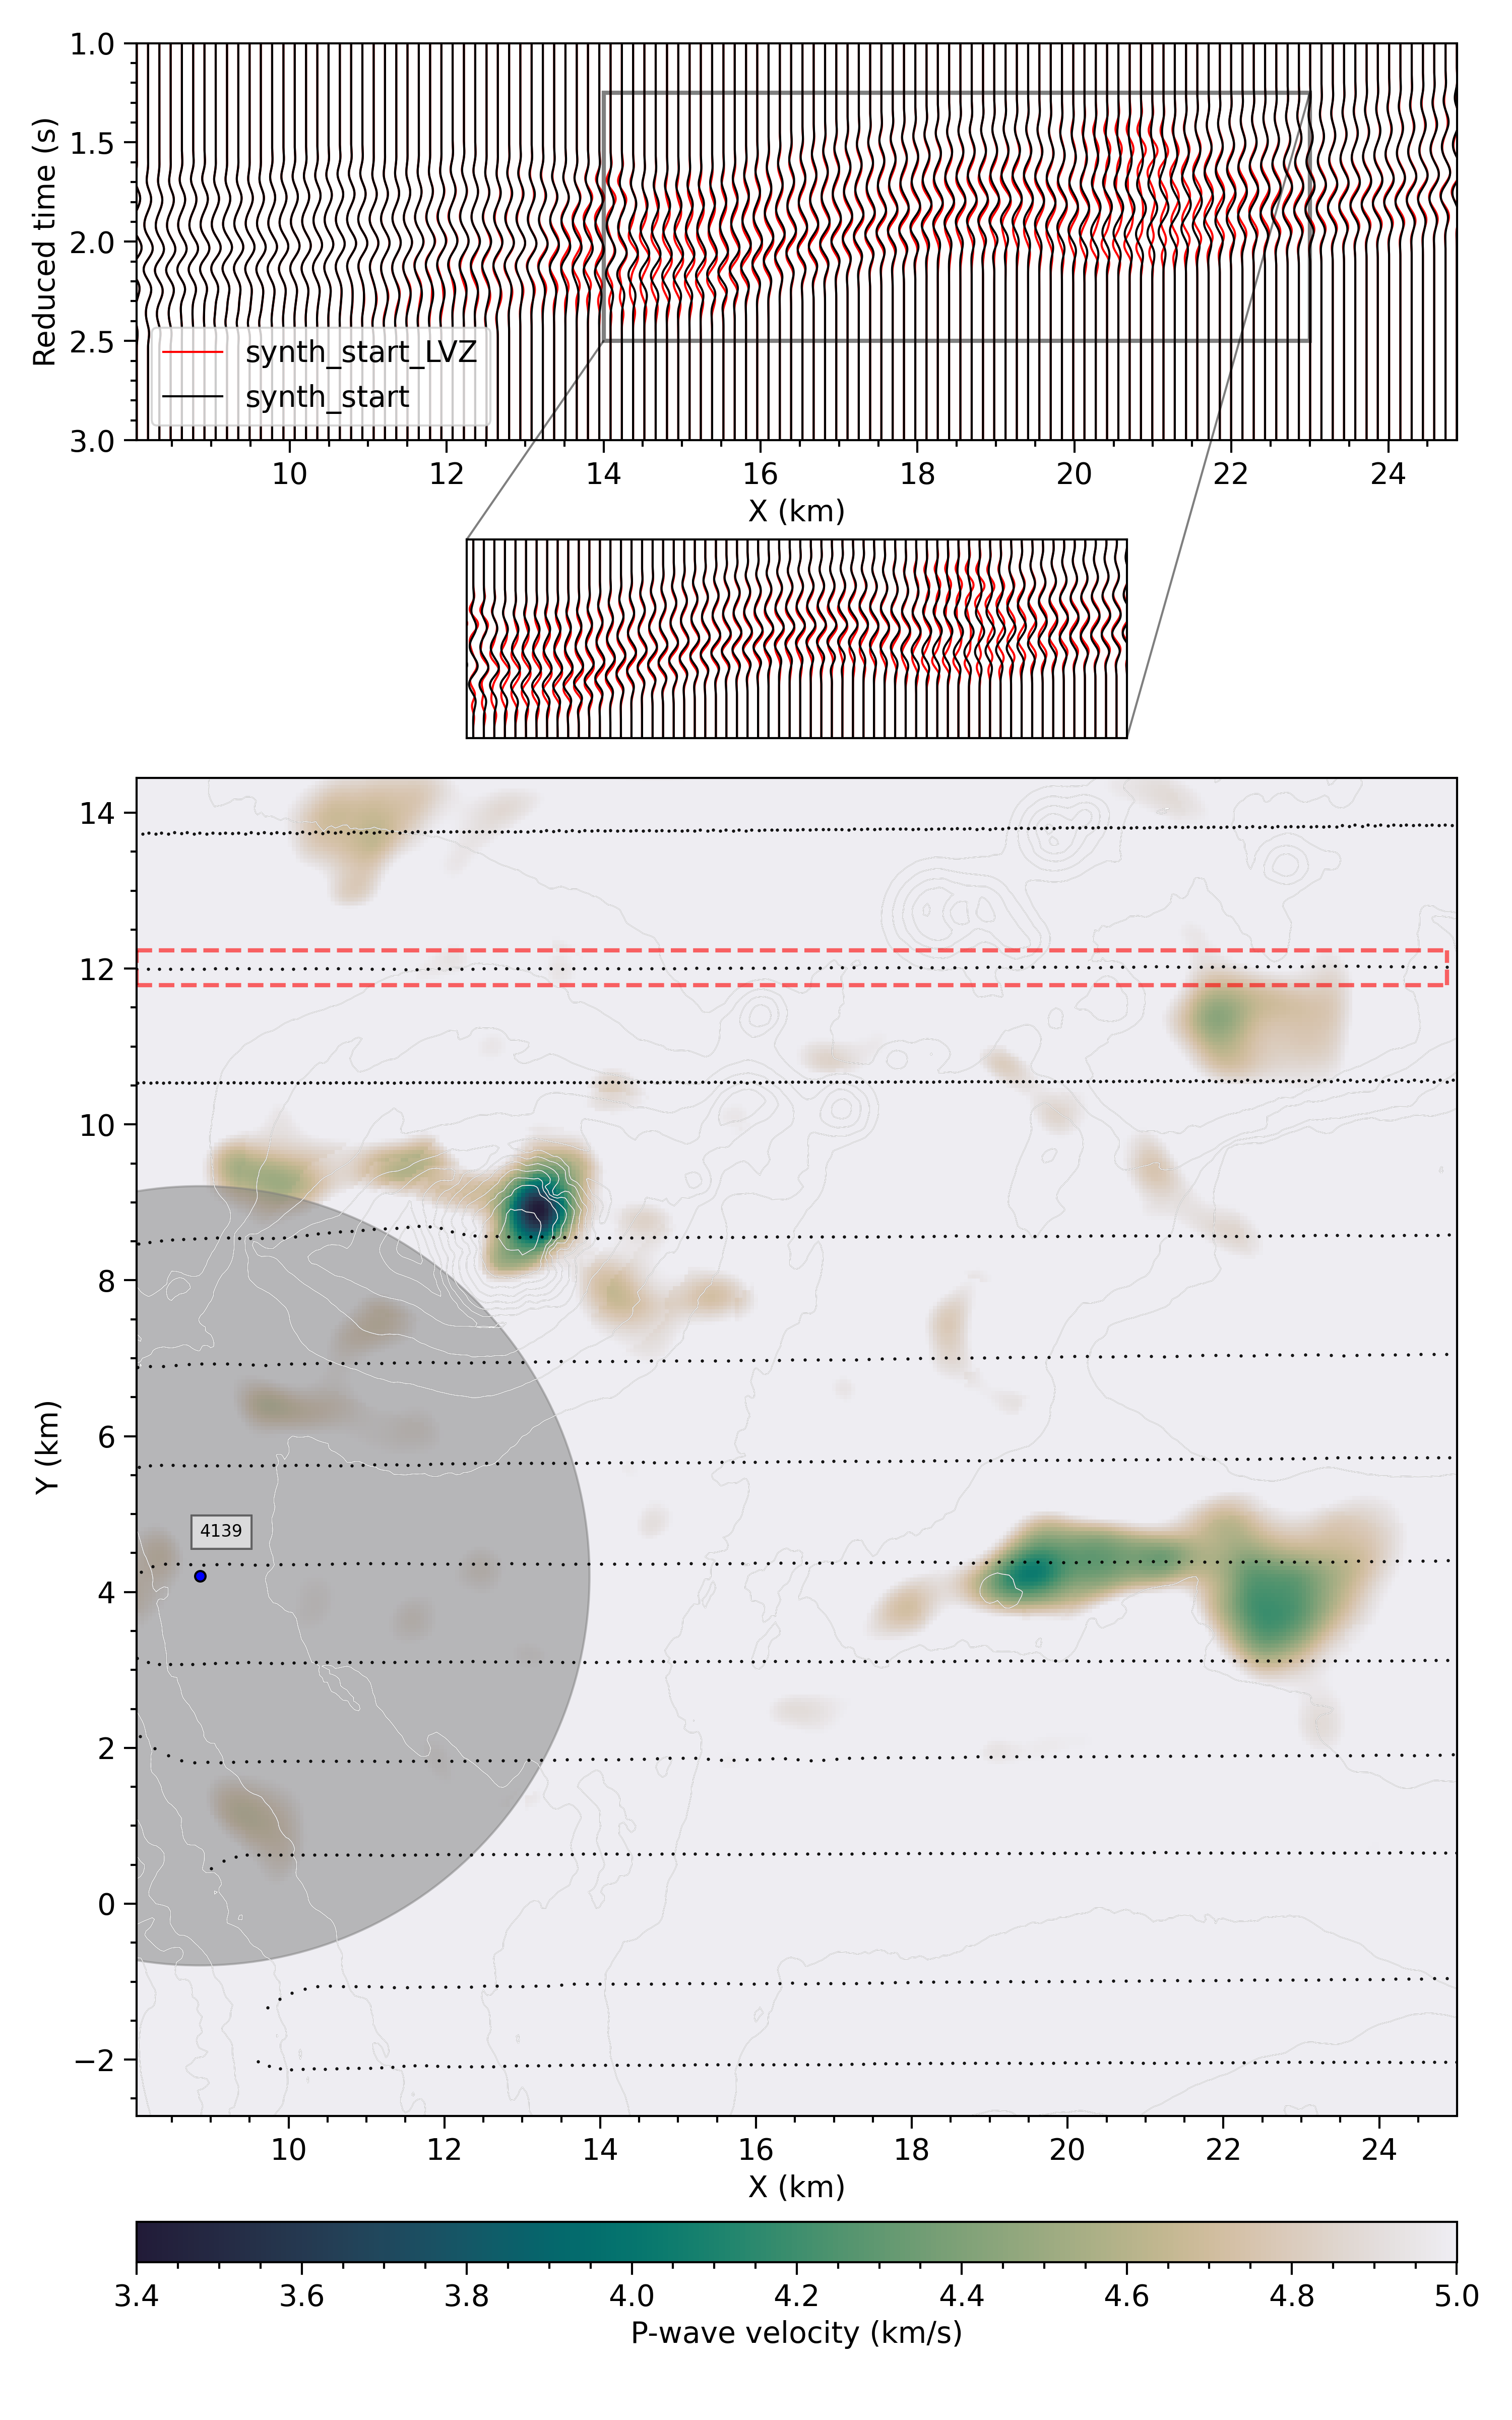 1.0
1.5
2.0
2.5
3.0
Reduced time (s)
synth_start_LVZ
synth_start
10 12 14 16 18 20 22 24
X (km)
14
12
10
8
6
4
2
0
−2
Y (km)
4139
10 12 14 16 18 20 22 24
X (km)
3.4 3.6 3.8 4.0 4.2 4.4 4.6 4.8 5.0
P-wave velocity (km/s)